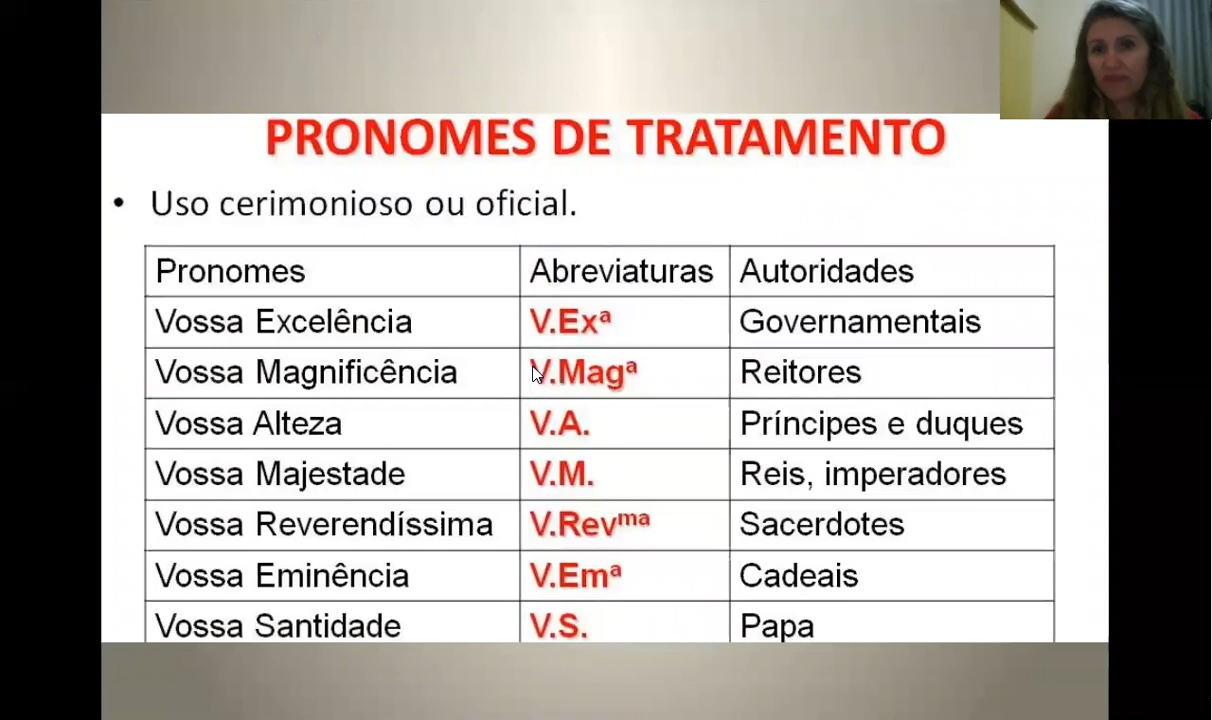 PRONOMES DE TRATAMENTO
• Uso cerimonioso ou oficial.
Pronomes Abreviaturas Autoridades
Vossa Excelência V.Exª Governamentais
Vossa Magnificência V.Magª Reitores
Vossa Alteza V.A. Príncipes e duques
Vossa Majestade V.M. Reis, imperadores
Vossa Reverendíssima V.Revᵐᵃ Sacerdotes
Vossa Eminência V.Emª Cadeais
Vossa Santidade V.S. Papa